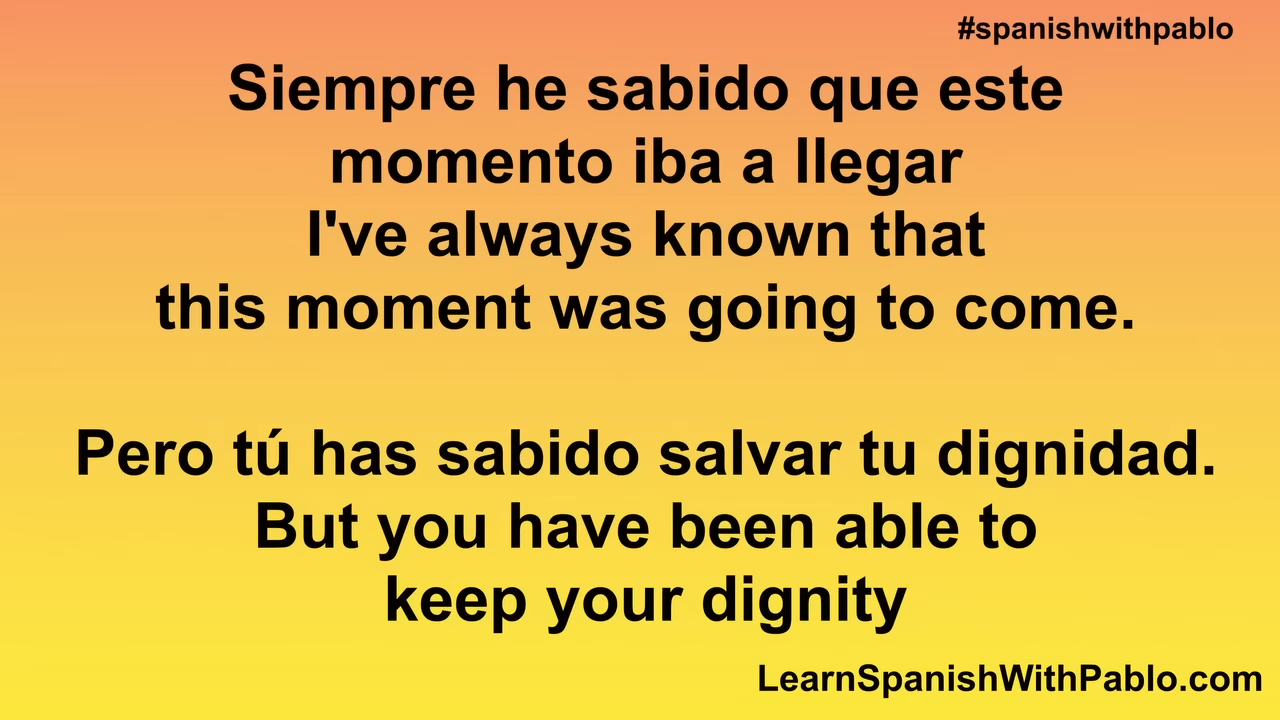 #spanishwithpablo
Siempre he sabido que este
momento iba a llegar
I've always known that
this moment was going to come.
Pero tú has sabido salvar tu dignidad.
But you have been able to
keep your dignity
LearnSpanishWithPablo.com